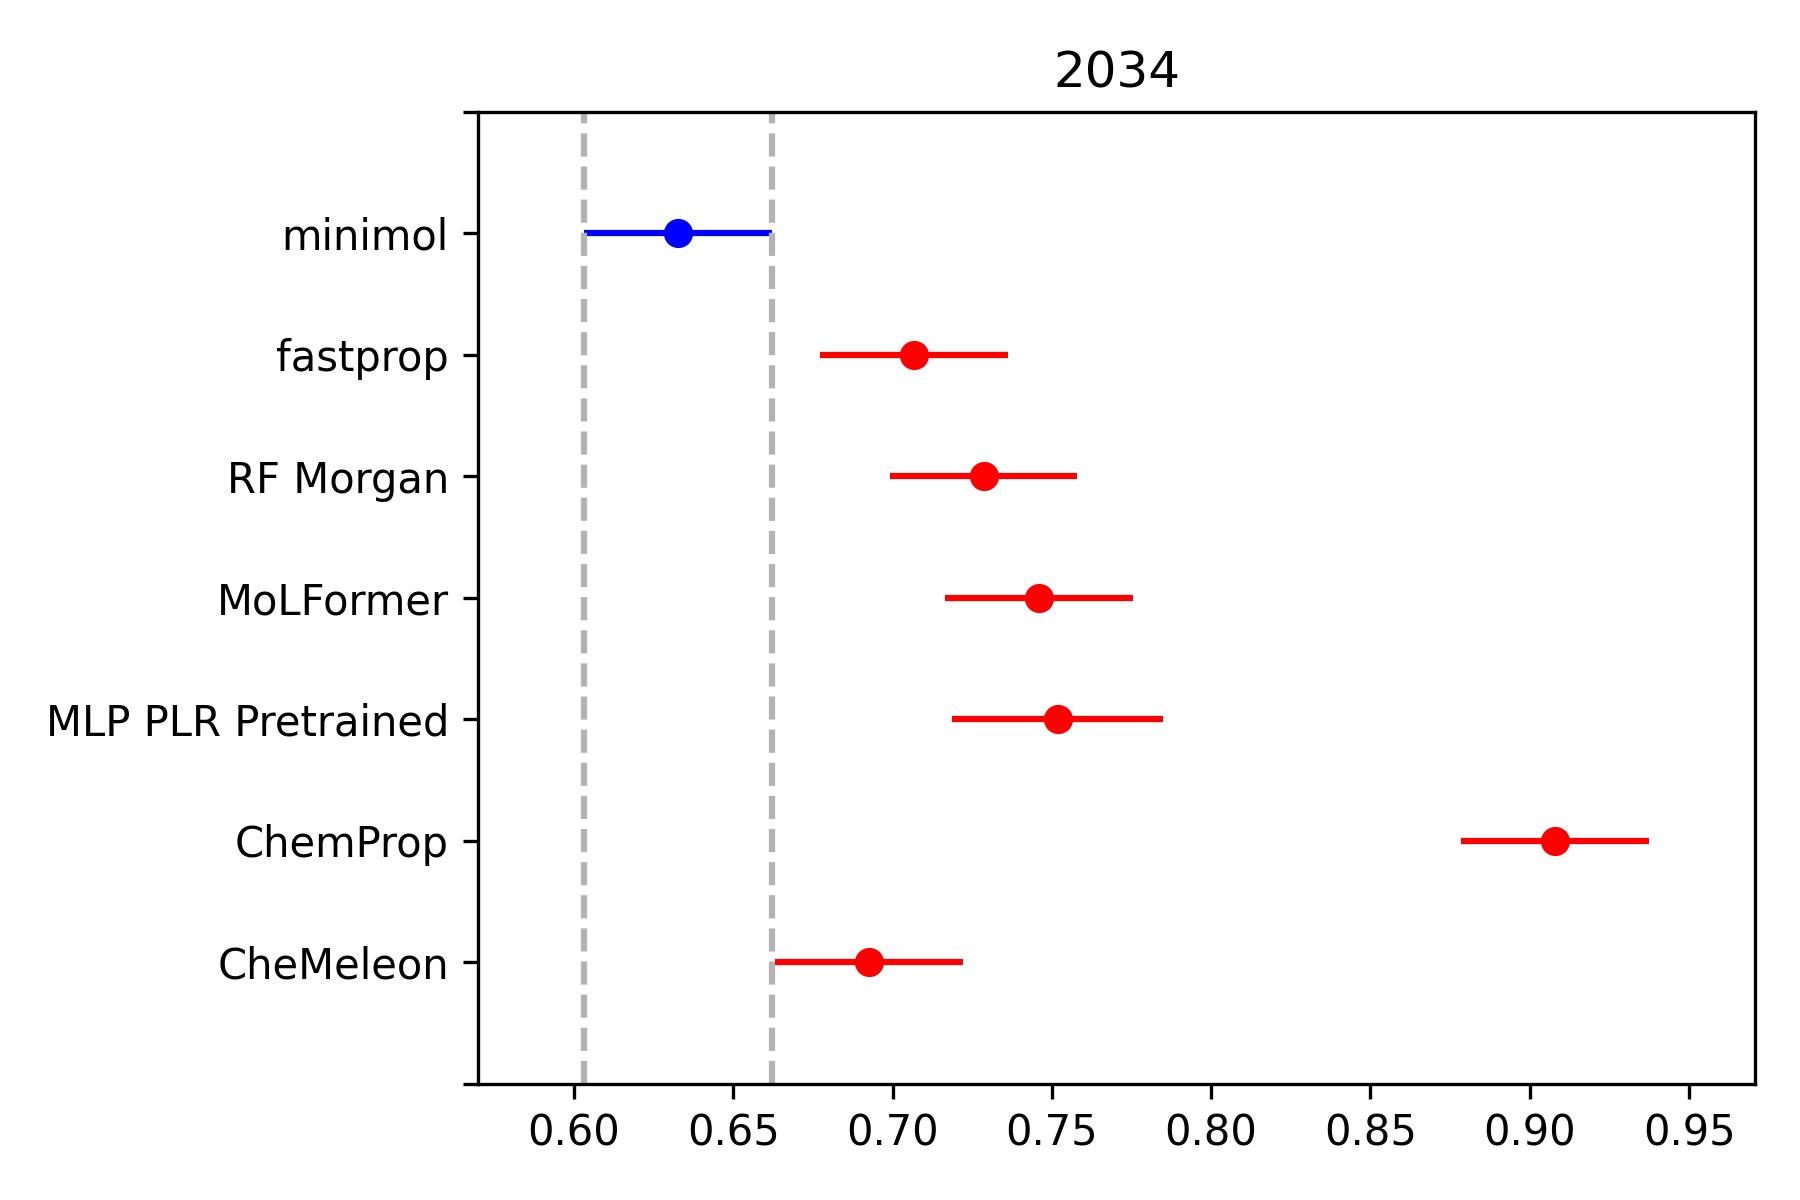 2034
minimol
fastprop
RF Morgan
MoLFormer
MLP PLR Pretrained
ChemProp
CheMeleon
0.60 0.65 0.70 0.75 0.80 0.85 0.90 0.95